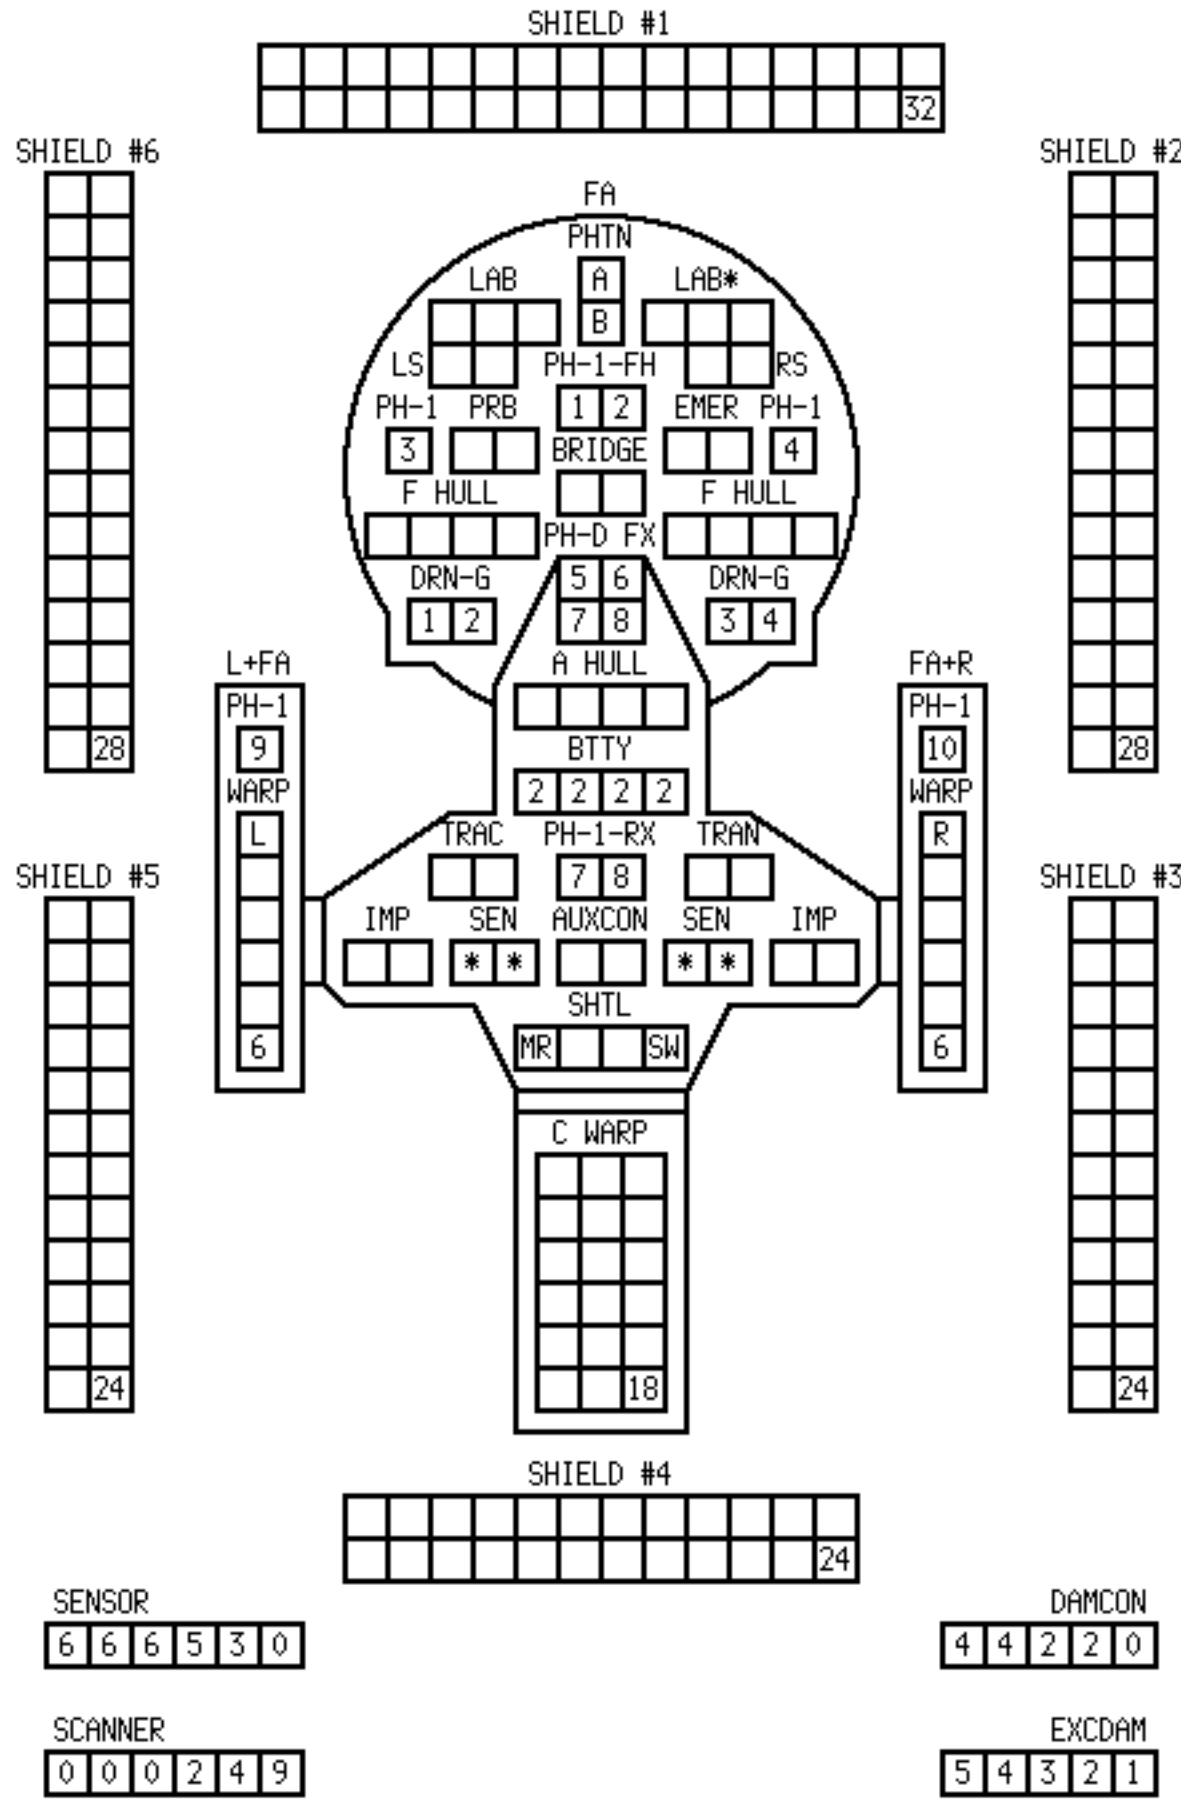 SHIELD #1
32
SHIELD #6
SHIELD #2
FA
PHTN
LAB A LAB*
B
LS PH-1-FH RS
PH-1 PRB 1 2 EMER PH-1
3 BRIDGE 4
F HULL F HULL
PH-D FX
DRN-G 5 6 DRN-G
1 2 7 8 3 4
L+FA A HULL FA+R
PH-1 PH-1
28 9 BTTY 10 28
WARP 2 2 2 2 WARP
L TRAC PH-1-RX TRAN R
SHIELD #5 7 8 SHIELD #3
IMP SEN AUXCON SEN IMP
* * * *
SHTL
6 MR SW 6
C WARP
24 18 24
SHIELD #4
24
SENSOR DAMCON
6 6 6 5 3 0 4 4 2 2 0
SCANNER EXCDAM
0 0 0 2 4 9 5 4 3 2 1